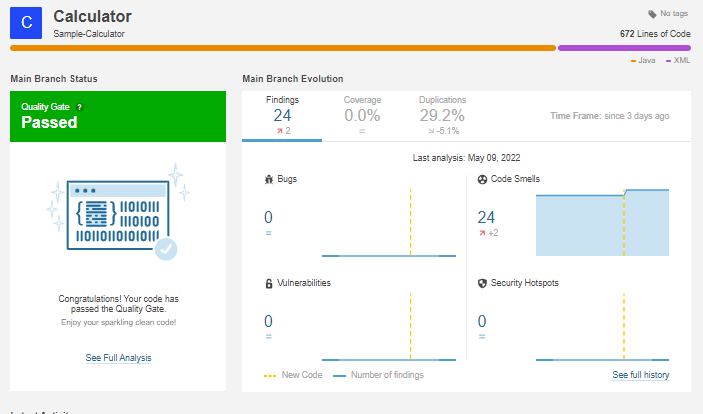 C
Calculator
Sample-Calculator
No tags
672 Lines of Code
Java
XML
Main Branch Status
Quality Gate ?
Passed
Congratulations! Your code has
passed the Quality Gate.
Enjoy your sparkling clean code!
See Full Analysis
Main Branch Evolution
Findings
24
2
Coverage
0.0%
=
Duplications
29.2%
-5.1%
Time Frame: since 3 days ago
Last analysis: May 09, 2022
Bugs
0
=
Code Smells
24
+2
Vulnerabilities
0
=
Security Hotspots
0
=
New Code
Number of findings
See full history